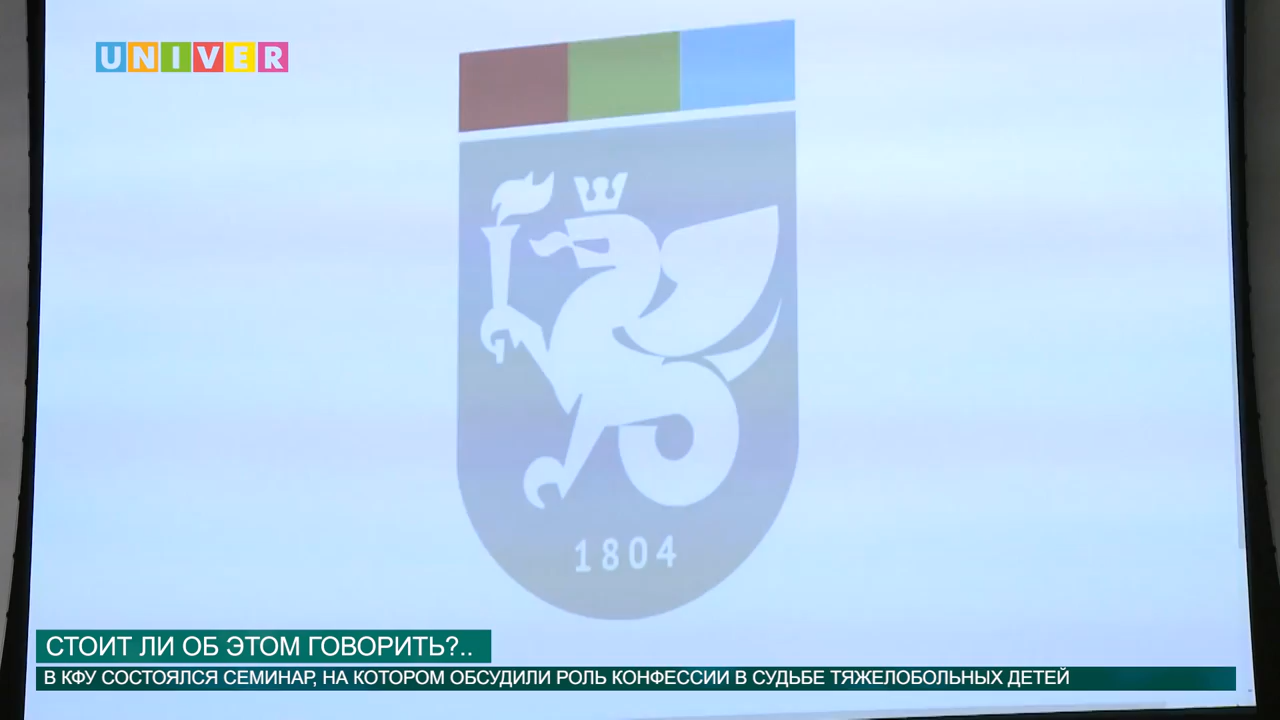 UNIVER
1804
СТОИТ ЛИ ОБ ЭТОМ ГОВОРИТЬ?..
В КФУ СОСТОЯЛСЯ СЕМИНАР, НА КОТОРОМ ОБСУДИЛИ РОЛЬ КОНФЕССИИ В СУДЬБЕ ТЯЖЕЛОБОЛЬНЫХ ДЕТЕЙ